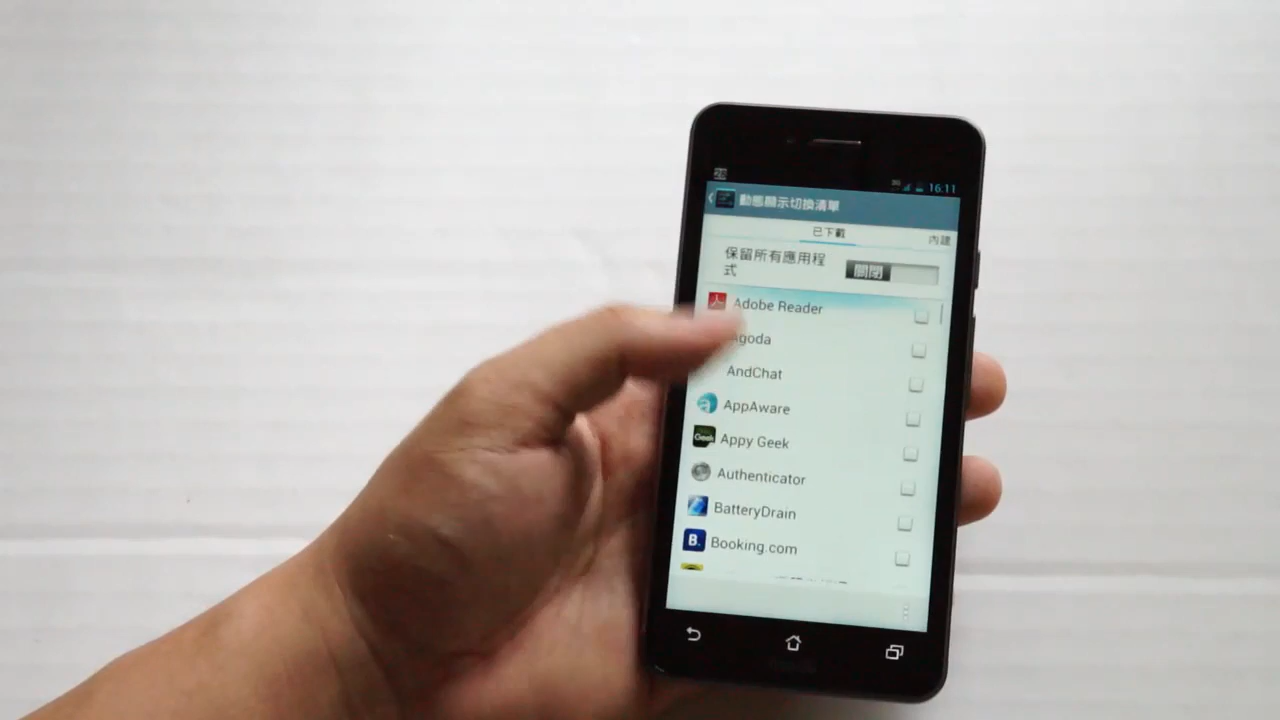 16:11
動態顯示切換清單
已下載 內建
保留所有應用程
式
關閉
Adobe Reader
Agoda
AndChat
AppAware
Appy Geek
Authenticator
BatteryDrain
B. Booking.com